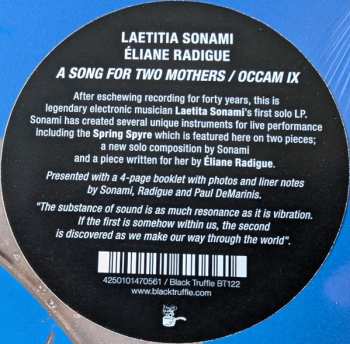 LAETITIA SONAMI
ÉLIANE RADIGUE
A SONG FOR TWO MOTHERS / OCCAM IX
After eschewing recording for forty years, this is
legendary electronic musician Laetita Sonami's first solo LP.
Sonami has created several unique instruments for live performance
Including the Spring Spyre which is featured here on two pieces;
a new solo composition by Sonami
and a piece written for her by Éliane Radigue.
Presented with a 4-page booklet with photos and liner notes
by Sonami, Radigue and Paul DeMarinis.
"The substance of sound is as much resonance as it is vibration.
If the first is somehow within us, the second
is discovered as we make our way through the world".
4250101470561 / Black Truffle BT122
www.blacktruffle.com